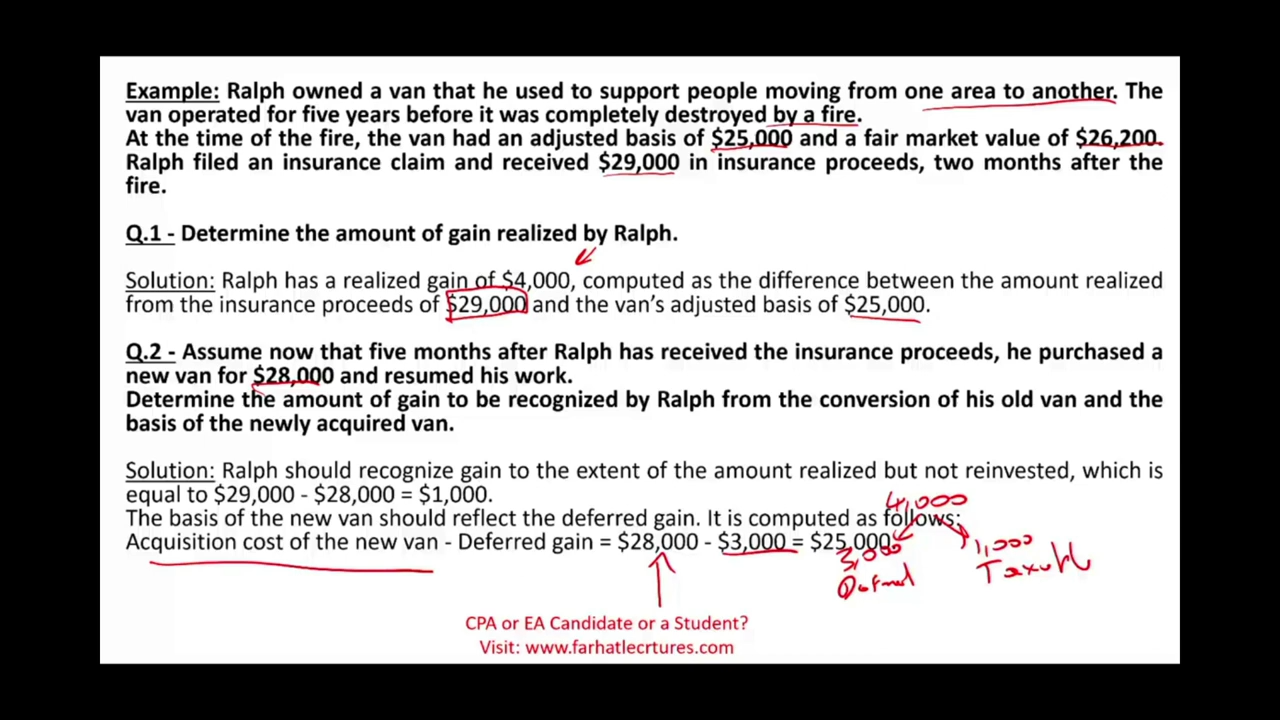 Example: Ralph owned a van that he used to support people moving from one area to another. The
van operated for five years before it was completely destroyed by a fire.
At the time of the fire, the van had an adjusted basis of $25,000 and a fair market value of $26,200.
Ralph filed an insurance claim and received $29,000 in insurance proceeds, two months after the
fire.
Q.1 - Determine the amount of gain realized by Ralph.
Solution: Ralph has a realized gain of $4,000, computed as the difference between the amount realized
from the insurance proceeds of $29,000 and the van's adjusted basis of $25,000.
Q.2 - Assume now that five months after Ralph has received the insurance proceeds, he purchased a
new van for $28,000 and resumed his work.
Determine the amount of gain to be recognized by Ralph from the conversion of his old van and the
basis of the newly acquired van.
Solution: Ralph should recognize gain to the extent of the amount realized but not reinvested, which is
equal to $29,000 - $28,000 = $1,000.
4,000
The basis of the new van should reflect the deferred gain. It is computed as follows:
Acquisition cost of the new van - Deferred gain = $28,000 - $3,000 = $25,000
3,000
1,000
CPA or EA Candidate or a Student?
Visit: www.farhatlecrtures.com